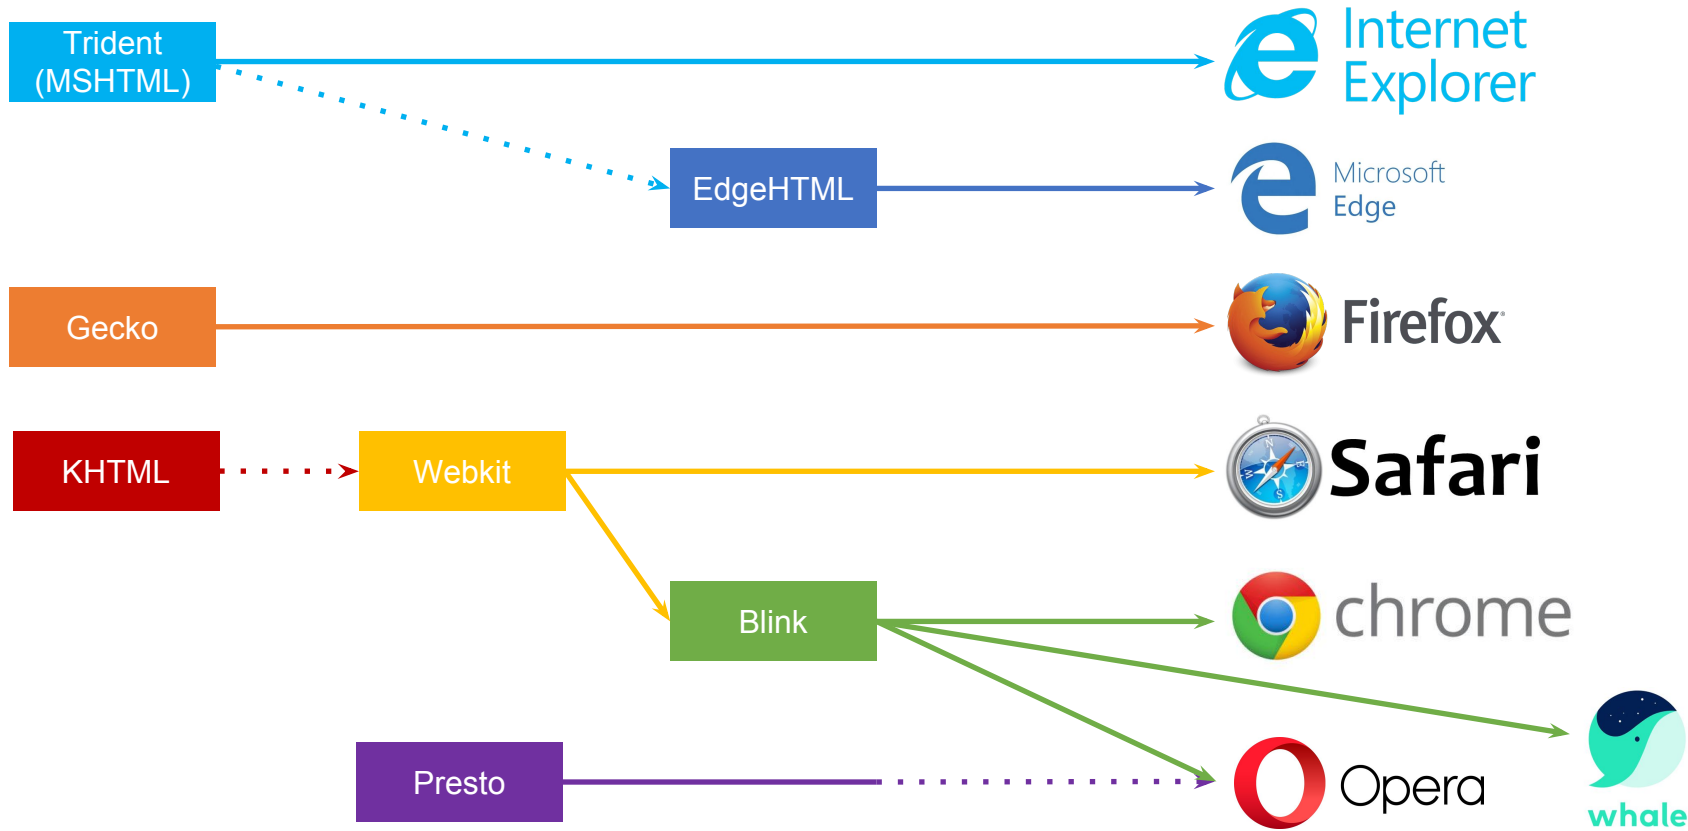 Trident
(MSHTML)
Internet
Explorer
EdgeHTML
Microsoft
Edge
Gecko
Firefox
KHTML
Webkit
Safari
Blink
chrome
Presto
Opera
whale